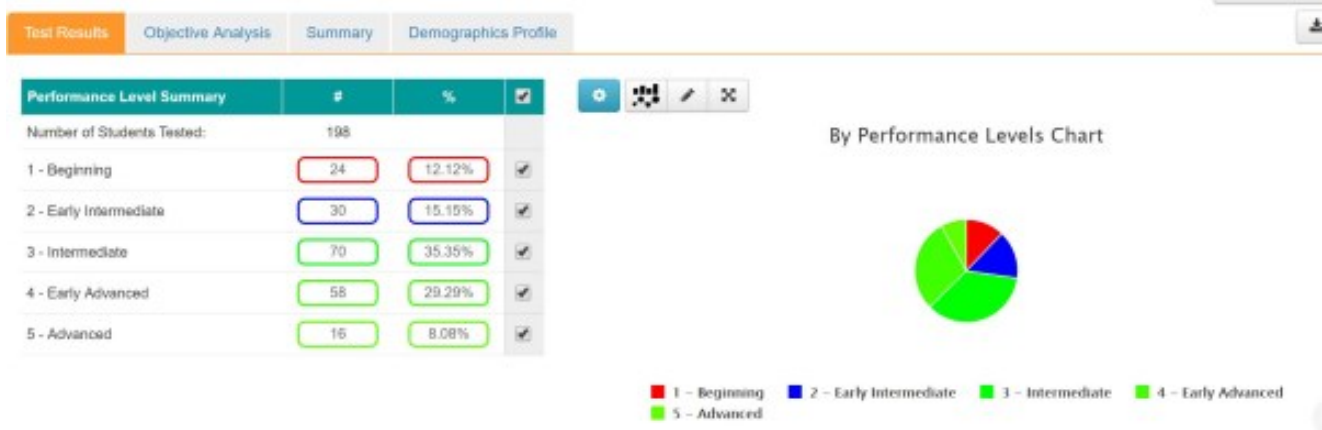 Test Results Objective Analysis Summary Demographics Profile
Performance Level Summary # %
Number of Students Tested: 198
1 - Beginning 24 12.12%
2 - Early Intermediate 30 15.15%
3 - Intermediate 70 35.35%
4 - Early Advanced 58 29.29%
5 - Advanced 16 8.08%
By Performance Levels Chart
1 - Beginning 2 - Early Intermediate 3 - Intermediate 4 - Early Advanced
5 - Advanced